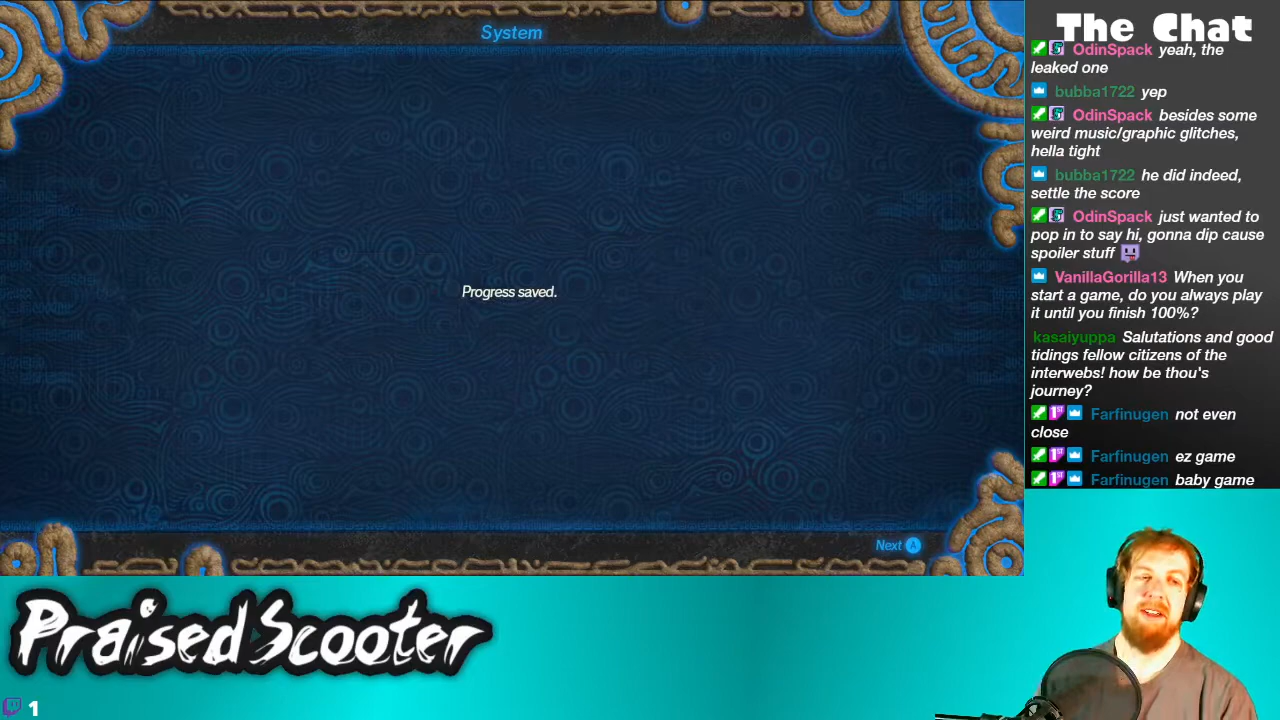 System
Progress saved.
Next A
The Chat
OdinSpack yeah, the
leaked one
bubba1722 yep
OdinSpack besides some
weird music/graphic glitches,
hella tight
bubba1722 he did indeed,
settle the score
OdinSpack just wanted to
pop in to say hi, gonna dip cause
spoiler stuff
VanillaGorilla13 When you
start a game, do you always play
it until you finish 100%?
kasaiyuppa Salutations and good
tidings fellow citizens of the
interwebs! how be thou's
journey?
Farfinugen not even
close
Farfinugen ez game
Farfinugen baby game
PraisedScooter
1